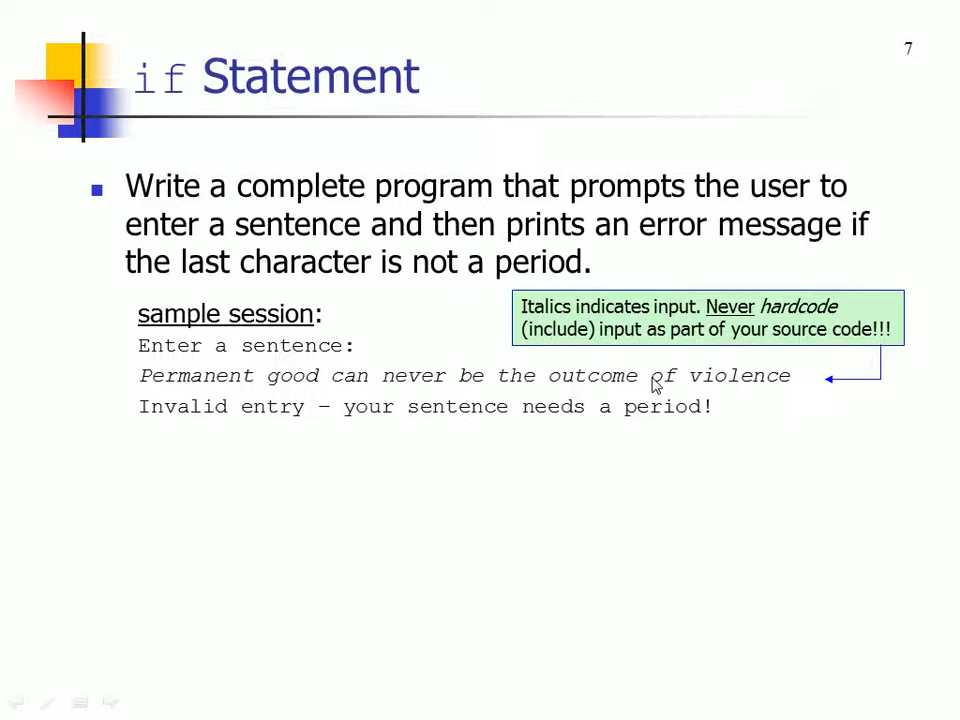 7
if Statement
Write a complete program that prompts the user to
enter a sentence and then prints an error message if
the last character is not a period.
sample session:
Italics indicates input. Never hardcode
(include) input as part of your source code!!!
Enter a sentence:
Permanent good can never be the outcome of violence
Invalid entry – your sentence needs a period!